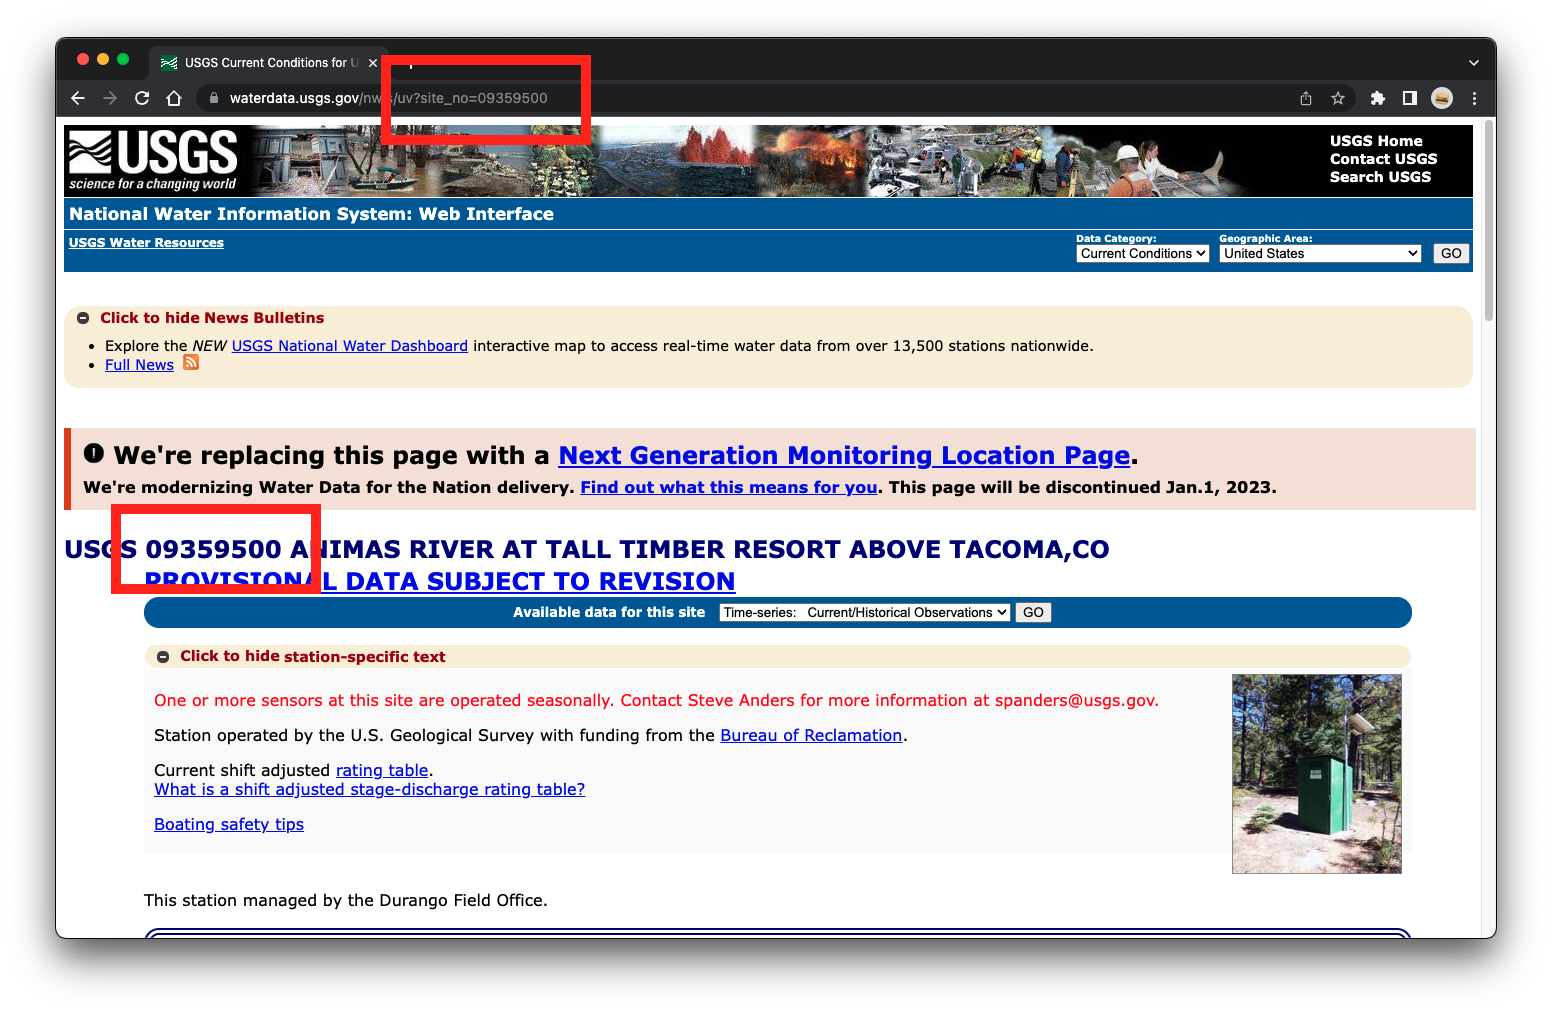 USGS Current Conditions for U
waterdata.usgs.gov/nwis/uv?site_no=09359500
USGS
science for a changing world
USGS Home
Contact USGS
Search USGS
National Water Information System: Web Interface
USGS Water Resources
Data Category:
Geographic Area:
Current Conditions
United States
GO
Click to hide News Bulletins
Explore the NEW USGS National Water Dashboard interactive map to access real-time water data from over 13,500 stations nationwide.
Full News
We're replacing this page with a Next Generation Monitoring Location Page.
We're modernizing Water Data for the Nation delivery. Find out what this means for you. This page will be discontinued Jan.1, 2023.
USGS 09359500 ANIMAS RIVER AT TALL TIMBER RESORT ABOVE TACOMA,CO
PROVISIONAL DATA SUBJECT TO REVISION
Available data for this site Time-series: Current/Historical Observations GO
Click to hide station-specific text
One or more sensors at this site are operated seasonally. Contact Steve Anders for more information at spanders@usgs.gov.
Station operated by the U.S. Geological Survey with funding from the Bureau of Reclamation.
Current shift adjusted rating table.
What is a shift adjusted stage-discharge rating table?
Boating safety tips
This station managed by the Durango Field Office.